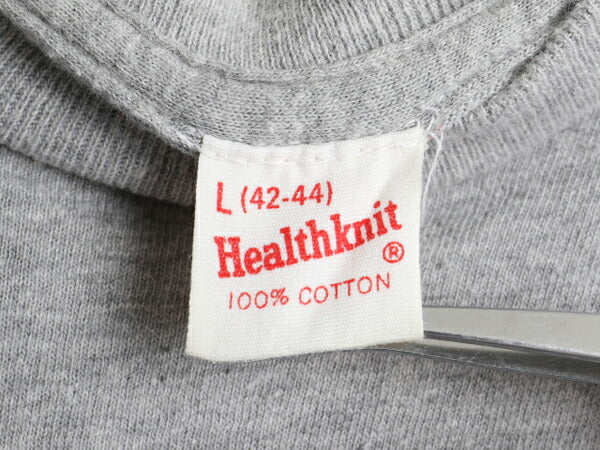 L (42-44)
Healthknit
®
100% COTTON